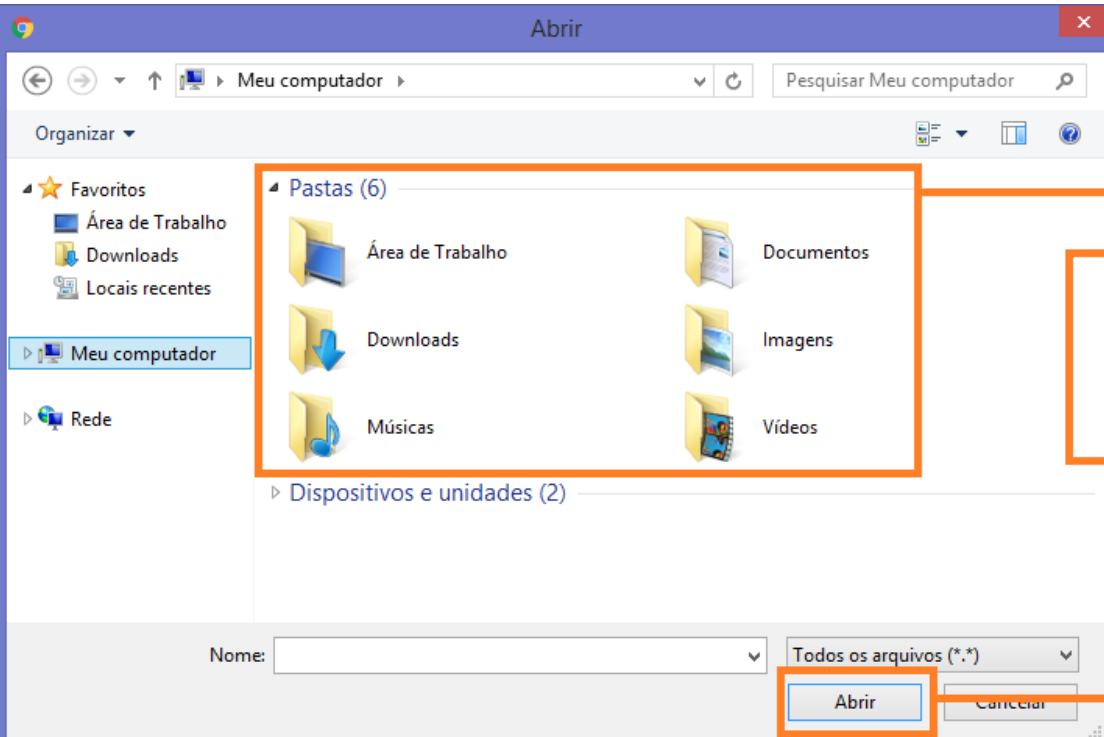 Abrir
Meu computador
Pesquisar Meu computador
Organizar
Favoritos
Área de Trabalho
Downloads
Locais recentes
Meu computador
Rede
Pastas (6)
Área de Trabalho
Documentos
Downloads
Imagens
Músicas
Vídeos
Dispositivos e unidades (2)
Nome:
Todos os arquivos (*.*)
Abrir
Cancelar